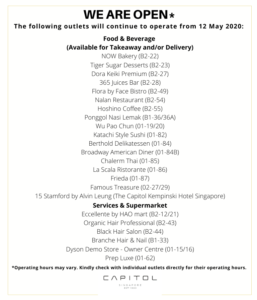 WE ARE OPEN★
The following outlets will continue to operate from 12 May 2020:
Food & Beverage
(Available for Takeaway and/or Delivery)
NOW Bakery (B2-22)
Tiger Sugar Desserts (B2-23)
Dora Keiki Premium (B2-27)
365 Juices Bar (B2-28)
Flora by Face Bistro (B2-49)
Nalan Restaurant (B2-54)
Hoshino Coffee (B2-55)
Ponggol Nasi Lemak (B1-36/36A)
Wu Pao Chun (01-19/20)
Katachi Style Sushi (01-82)
Berthold Delikatessen (01-84)
Broadway American Diner (01-84B)
Chalerm Thai (01-85)
La Scala Ristorante (01-86)
Frieda (01-87)
Famous Treasure (02-27/29)
15 Stamford by Alvin Leung (The Capitol Kempinski Hotel Singapore)
Services & Supermarket
Eccellente by HAO mart (B2-12/21)
Organic Hair Professional (B2-43)
Black Hair Salon (B2-44)
Branche Hair & Nail (B1-33)
Dyson Demo Store - Owner Centre (01-15/16)
Prep Luxe (01-62)
*Operating hours may vary. Kindly check with individual outlets directly for their operating hours.
CAPITOL